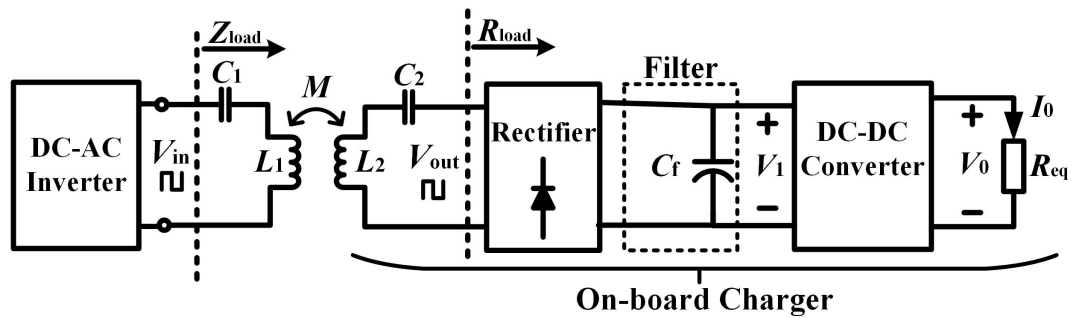 Zload
Rload
C1
M
C2
Filter
DC-AC
Inverter
Vin
L1
L2
Vout
Rectifier
Cf
+
V1
−
DC-DC
Converter
+
V0
−
I0
Req
On-board Charger